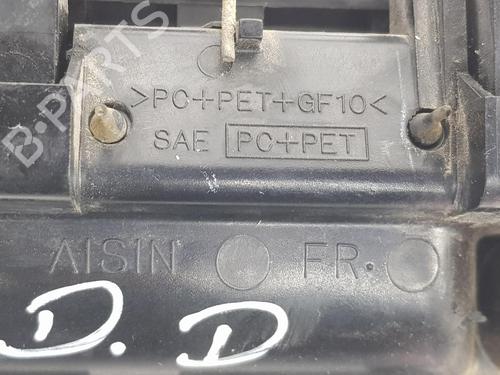 B-PARTS
>PC+PET+GF10<
SAE PC+PET
AISIN FR.
D.D